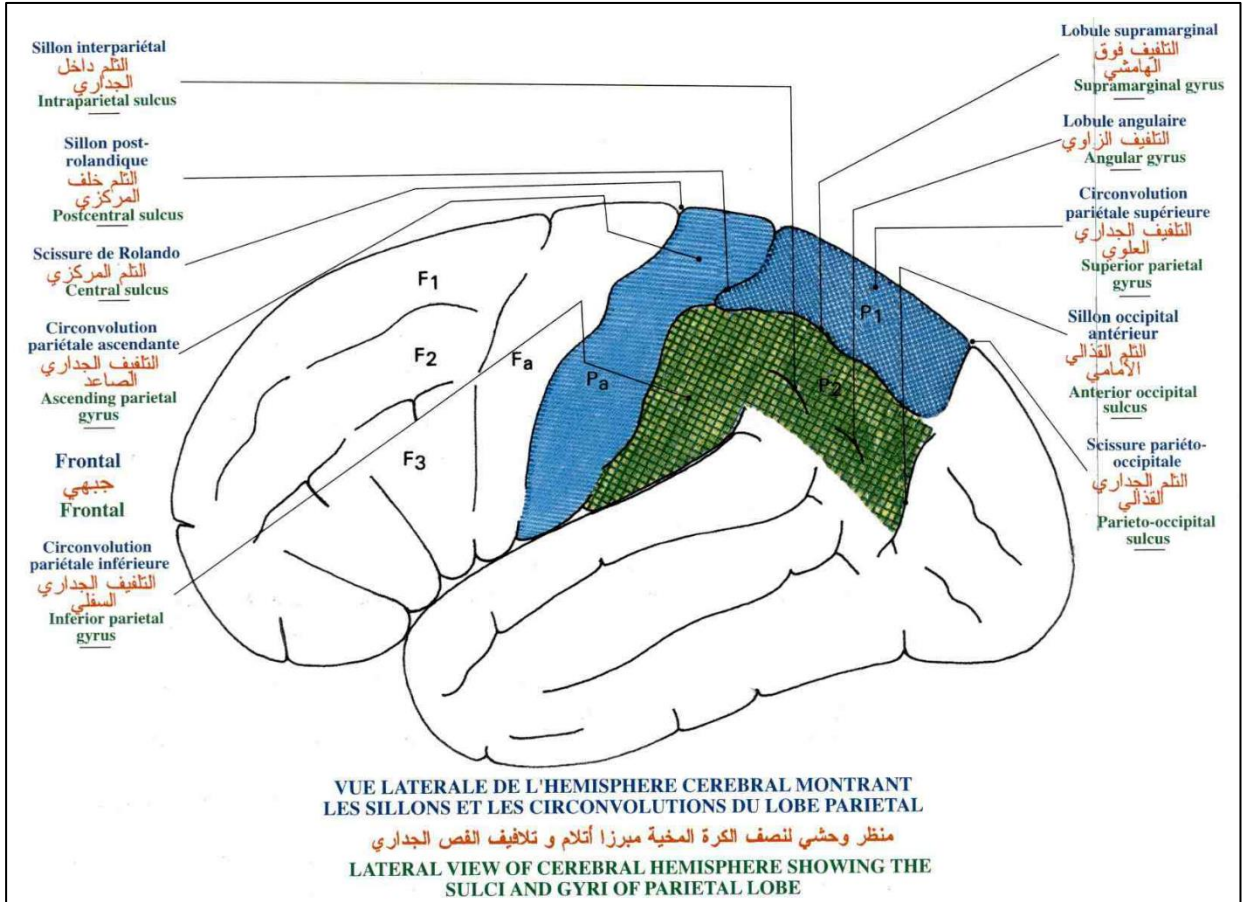 Sillon interpariétal
التلم داخل
الجداري
Intraparietal sulcus
Sillon post-
rolandique
التلم خلف
المركزي
Postcentral sulcus
Scissure de Rolando
التلم المركزي
Central sulcus
Circonvolution
pariétale ascendante
التلفيف الجداري
الصاعد
Ascending parietal
gyrus
Frontal
جبهي
Frontal
Circonvolution
pariétale inférieure
التلفيف الجداري
السفلي
Inferior parietal
gyrus
F1
F2
F3
Fa
Pa
P1
P2
Lobule supramarginal
التلفيف فوق
الهامشي
Supramarginal gyrus
Lobule angulaire
التلفيف الزاوي
Angular gyrus
Circonvolution
pariétale supérieure
التلفيف الجداري
العلوي
Superior parietal
gyrus
Sillon occipital
antérieur
التلم القذالي
الأمامي
Anterior occipital
sulcus
Scissure pariéto-
occipitale
التلم الجداري
القذالي
Parieto-occipital
sulcus
VUE LATERALE DE L'HEMISPHERE CEREBRAL MONTRANT
LES SILLONS ET LES CIRCONVOLUTIONS DU LOBE PARIETAL
منظر وحشي لنصف الكرة المخية مبرزا أتلام و تلافيف الفص الجداري
LATERAL VIEW OF CEREBRAL HEMISPHERE SHOWING THE
SULCI AND GYRI OF PARIETAL LOBE